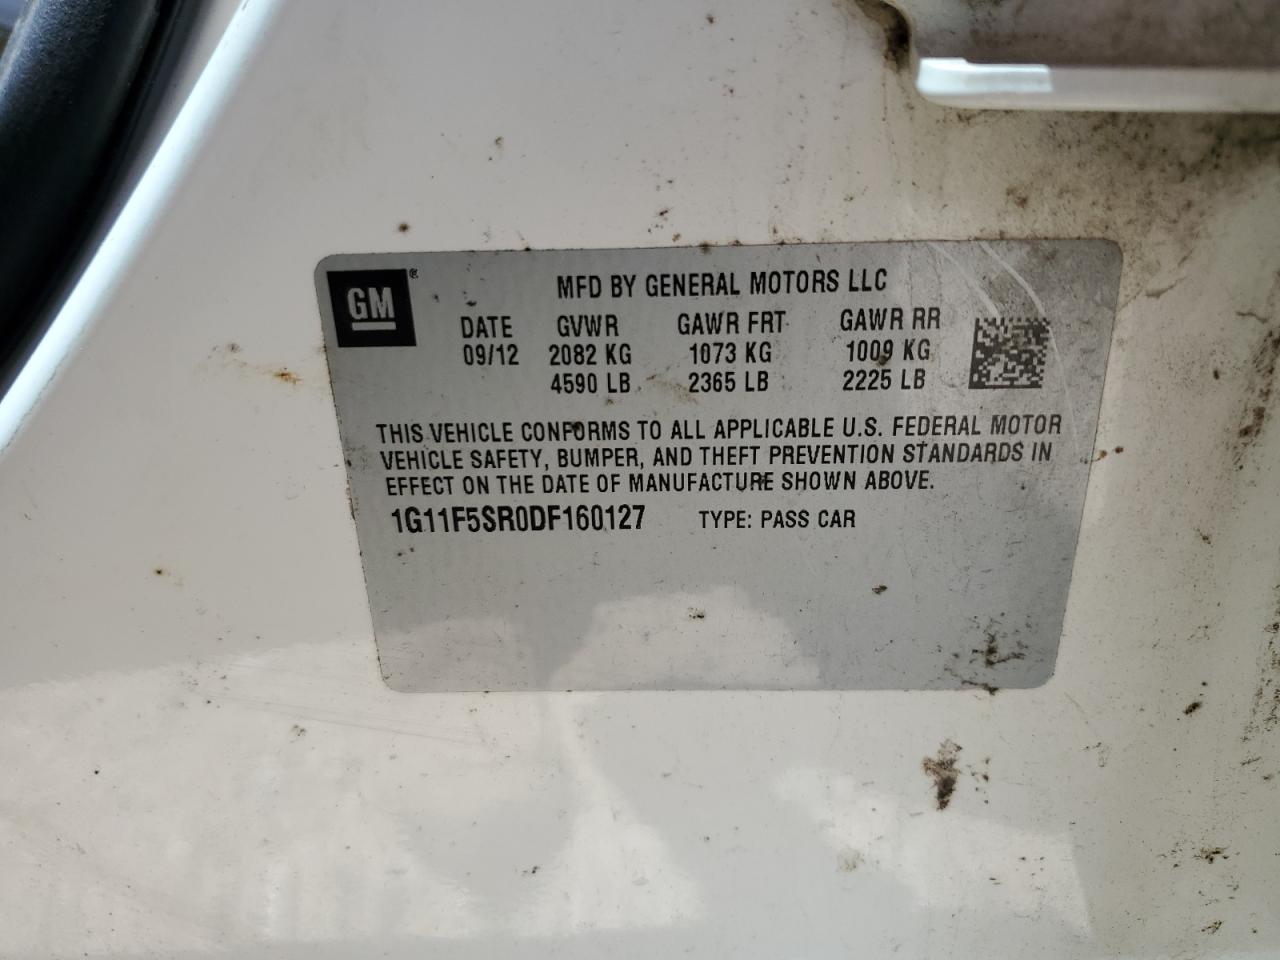 GM ®
MFD BY GENERAL MOTORS LLC
DATE GVWR GAWR FRT GAWR RR
09/12 2082 KG 1073 KG 1009 KG
4590 LB 2365 LB 2225 LB
THIS VEHICLE CONFORMS TO ALL APPLICABLE U.S. FEDERAL MOTOR
VEHICLE SAFETY, BUMPER, AND THEFT PREVENTION STANDARDS IN
EFFECT ON THE DATE OF MANUFACTURE SHOWN ABOVE.
1G11F5SR0DF160127 TYPE: PASS CAR